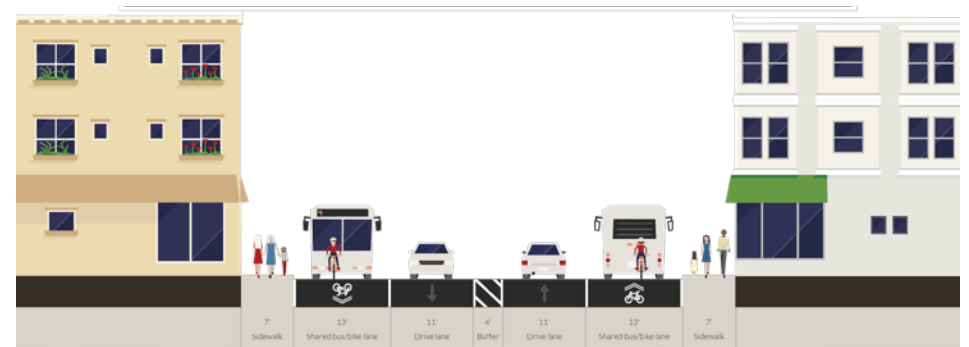 7'
Sidewalk
13'
Shared bus/bike lane
11'
Drive lane
4'
Buffer
11'
Drive lane
13'
Shared bus/bike lane
7'
Sidewalk